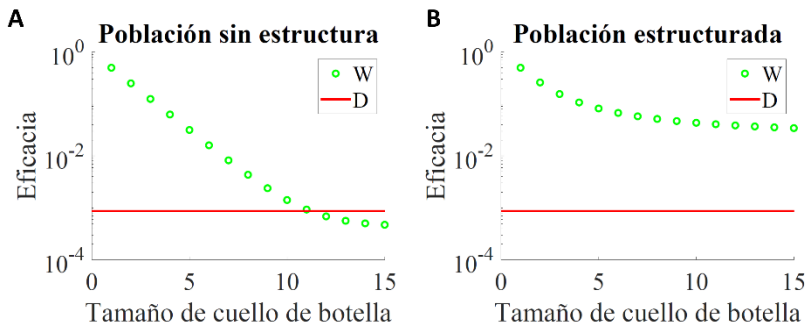 A
Población sin estructura
10^0
10^-2
10^-4
Eficacia
W
D
0 5 10 15
Tamaño de cuello de botella
B
Población estructurada
10^0
10^-2
10^-4
Eficacia
W
D
0 5 10 15
Tamaño de cuello de botella